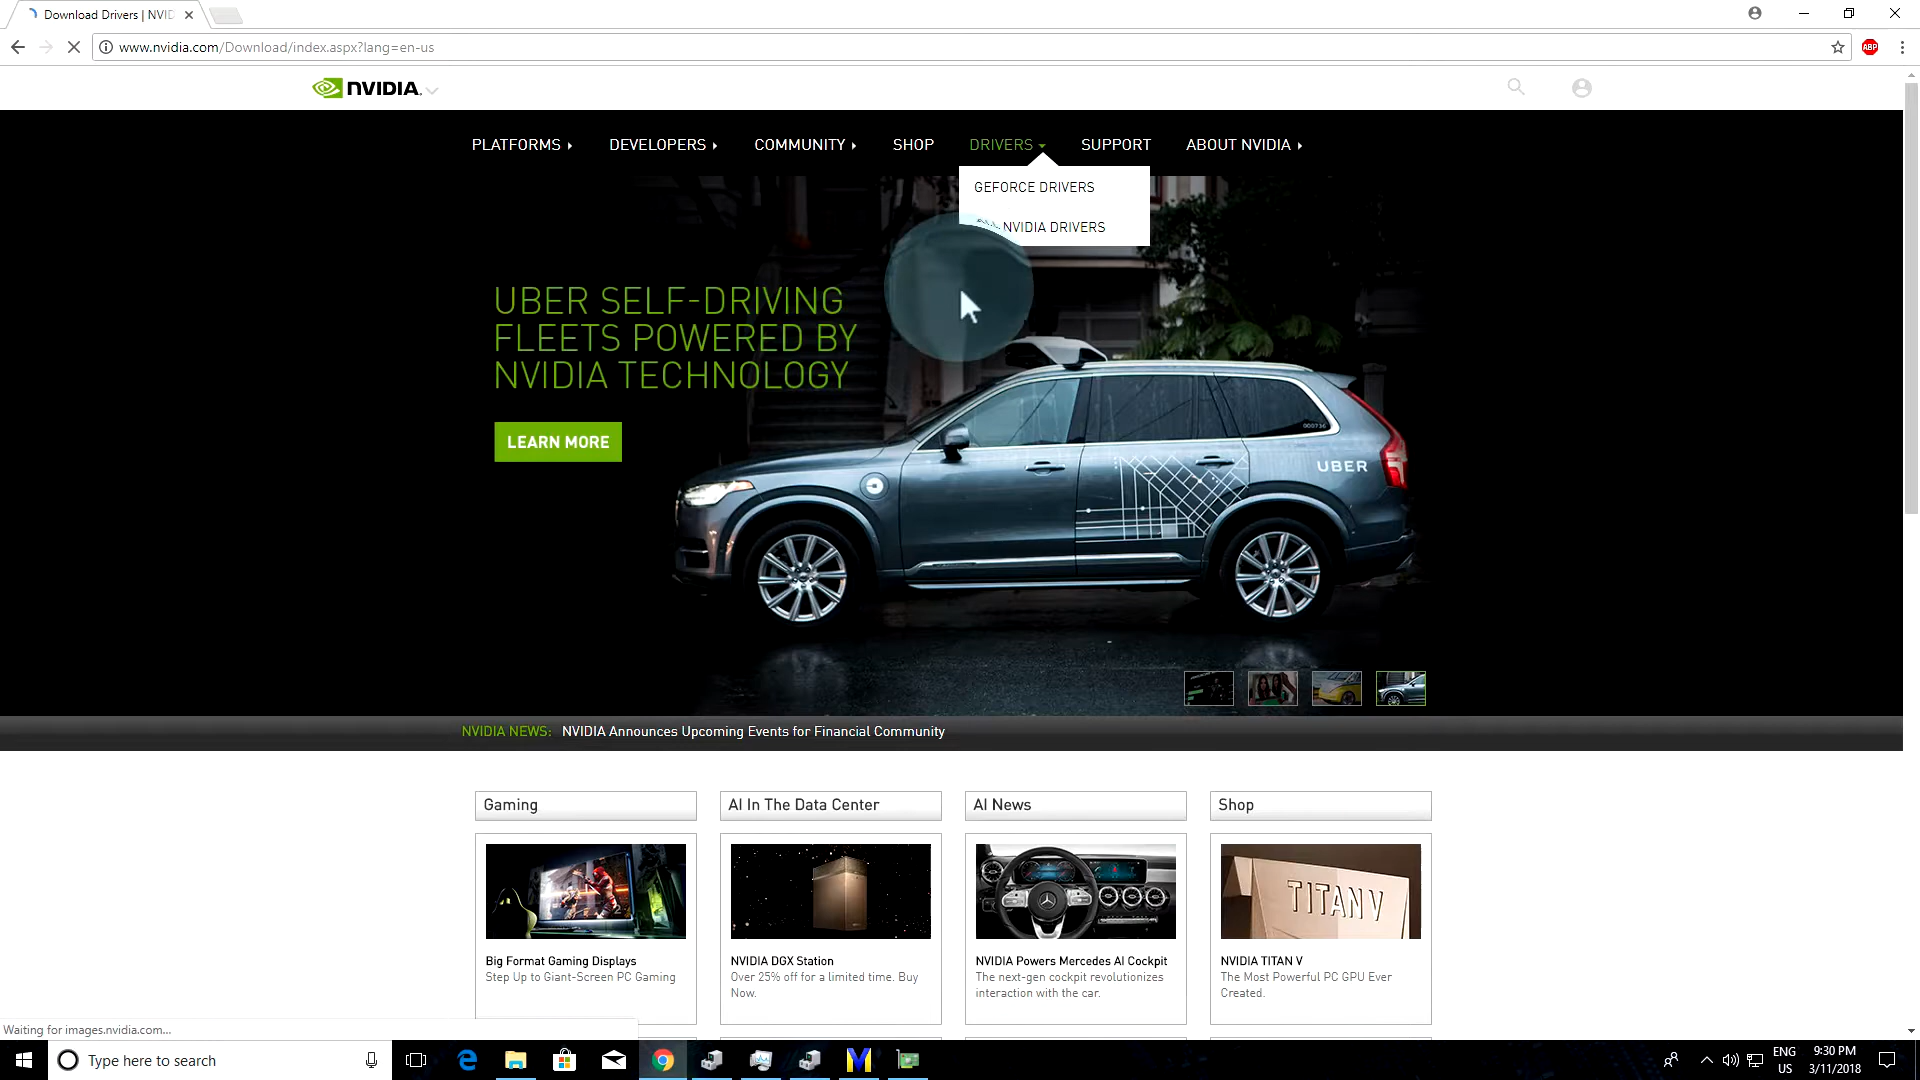 Download Drivers | NVID
www.nvidia.com/Download/index.aspx?lang=en-us
ABP
NVIDIA.
PLATFORMS
DEVELOPERS
COMMUNITY
SHOP
DRIVERS
SUPPORT
ABOUT NVIDIA
GEFORCE DRIVERS
NVIDIA DRIVERS
UBER SELF-DRIVING
FLEETS POWERED BY
NVIDIA TECHNOLOGY
LEARN MORE
UBER
NVIDIA NEWS: NVIDIA Announces Upcoming Events for Financial Community
Gaming
AI In The Data Center
AI News
Shop
TITAN V
Big Format Gaming Displays
Step Up to Giant-Screen PC Gaming
NVIDIA DGX Station
Over 25% off for a limited time. Buy
Now.
NVIDIA Powers Mercedes AI Cockpit
The next-gen cockpit revolutionizes
interaction with the car.
NVIDIA TITAN V
The Most Powerful PC GPU Ever
Created.
Waiting for images.nvidia.com...
Type here to search
ENG
US
9:30 PM
3/11/2018